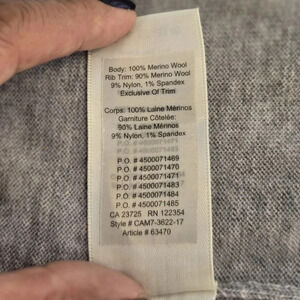 Body: 100% Merino Wool
Rib Trim: 90% Merino Wool
9% Nylon, 1% Spandex
Exclusive Of Trim
Corps: 100% Laine Mérinos
Garniture Côtelée:
90% Laine Mérinos
9% Nylon, 1% Spandex
P.O. # 4500071469
P.O. # 4500071470
P.O. # 4500071471
P.O. # 4500071483
P.O. # 4500071484
P.O. # 4500071485
CA 23725 RN 122354
Style # CAM7-3622-17
Article # 63470